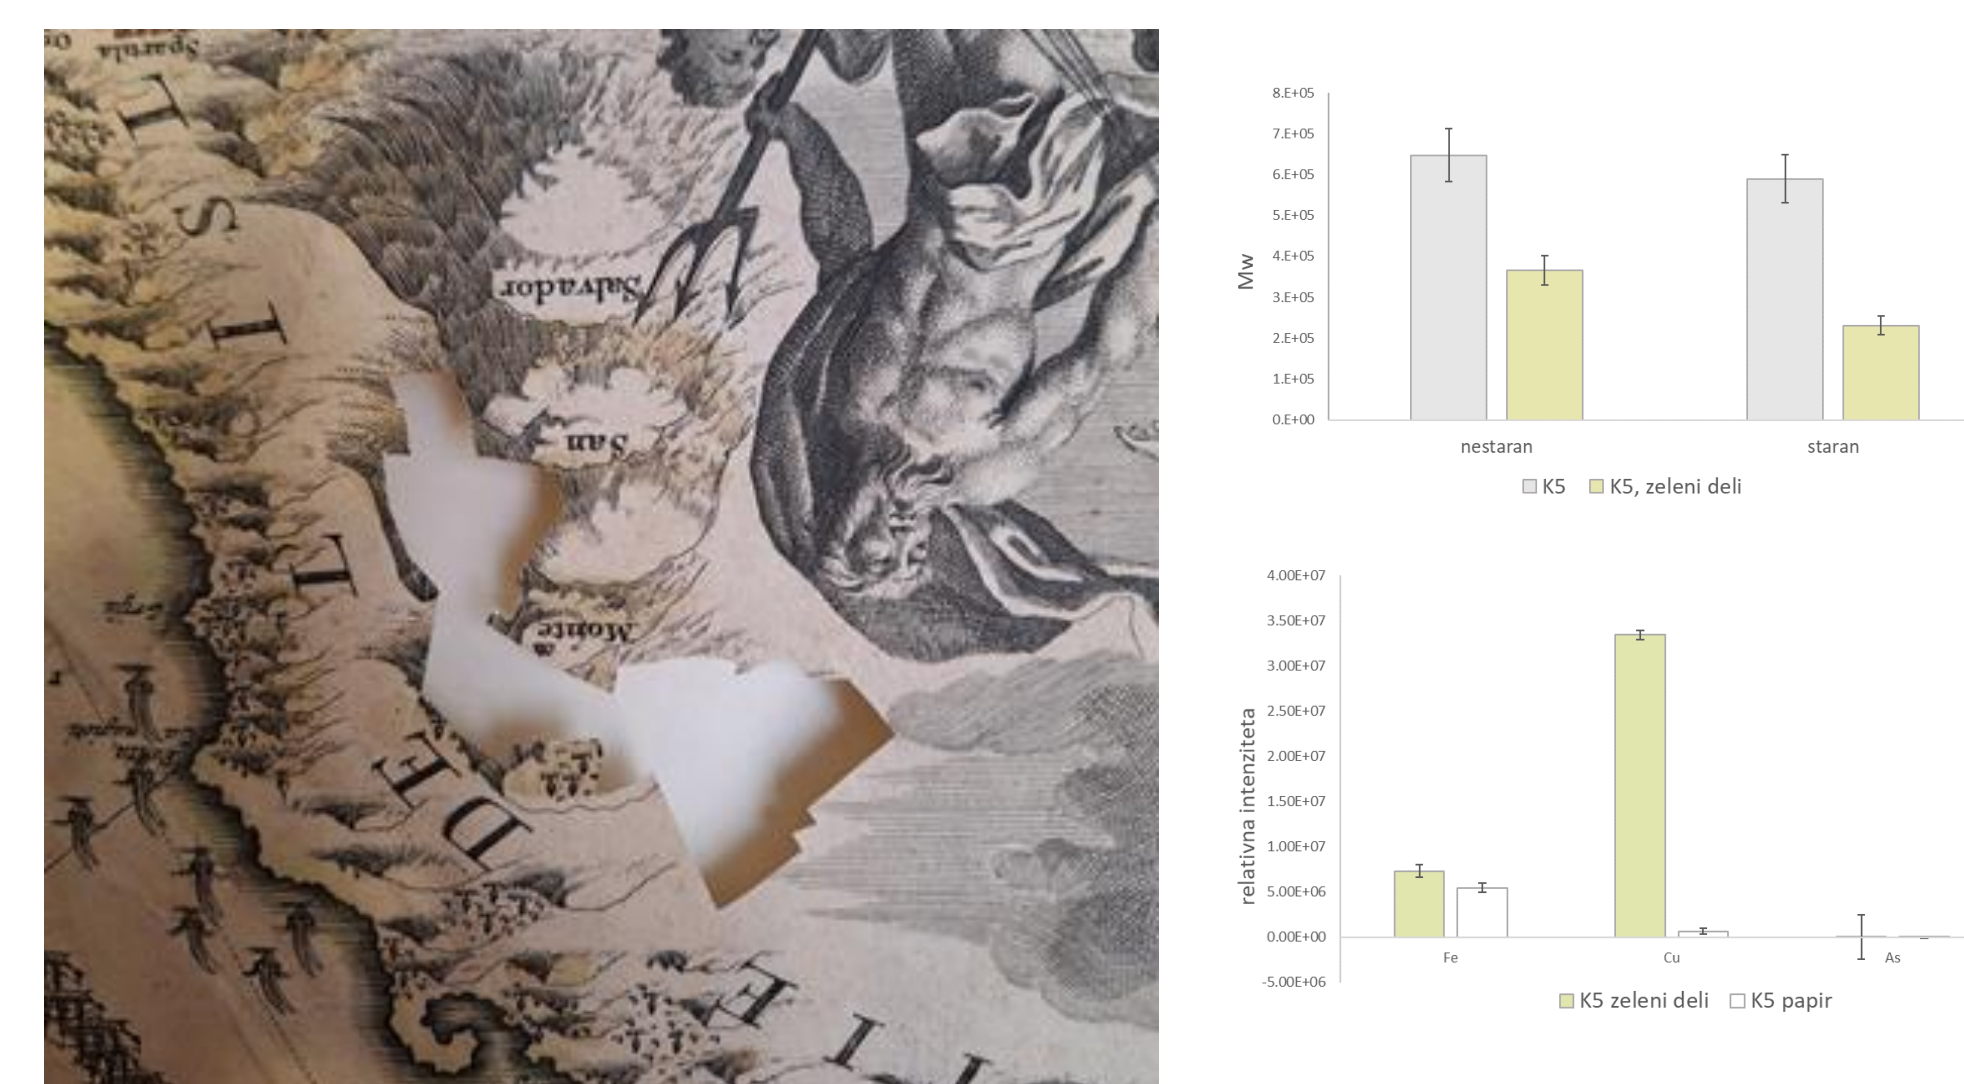 Sparula
I
S
Salvador
I
San
L
Monte
DE
TIE
8.E+05
7.E+05
6.E+05
5.E+05
4.E+05
3.E+05
2.E+05
1.E+05
0.E+00
Mw
nestaran staran
K5 K5, zeleni deli
4.00E+07
3.50E+07
3.00E+07
2.50E+07
2.00E+07
1.50E+07
1.00E+07
5.00E+06
0.00E+00
-5.00E+06
relativna intenziteta
Fe Cu As
K5 zeleni deli K5 papir